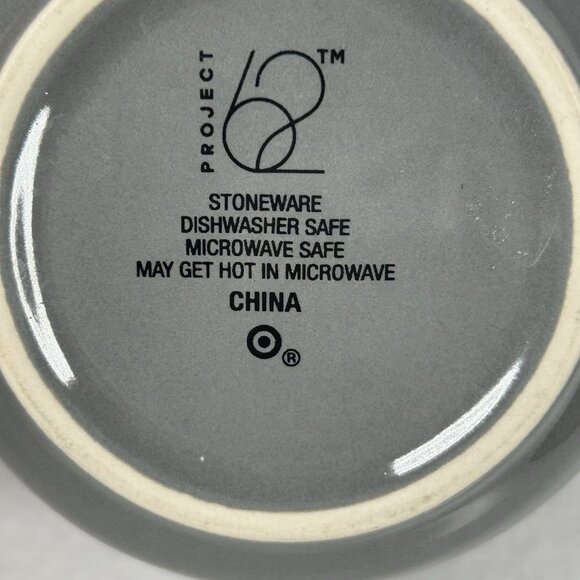 PROJECT 62™
STONEWARE
DISHWASHER SAFE
MICROWAVE SAFE
MAY GET HOT IN MICROWAVE
CHINA
®